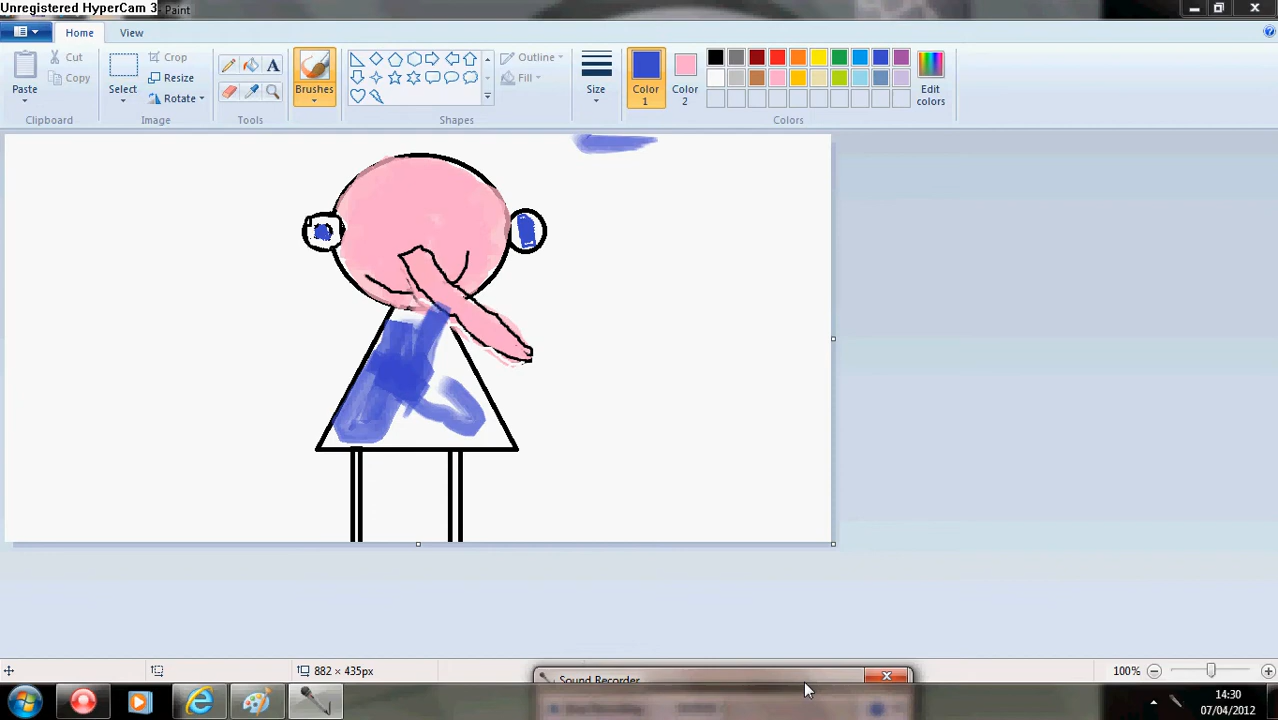 Unregistered HyperCam 3
- Paint
Home
View
Paste
Cut
Copy
Clipboard
Select
Crop
Resize
Rotate
Image
A
Tools
Brushes
Outline
Fill
Shapes
Size
Color
1
Color
2
Edit
colors
Colors
882 × 435px
100%
Sound Recorder
14:30
07/04/2012